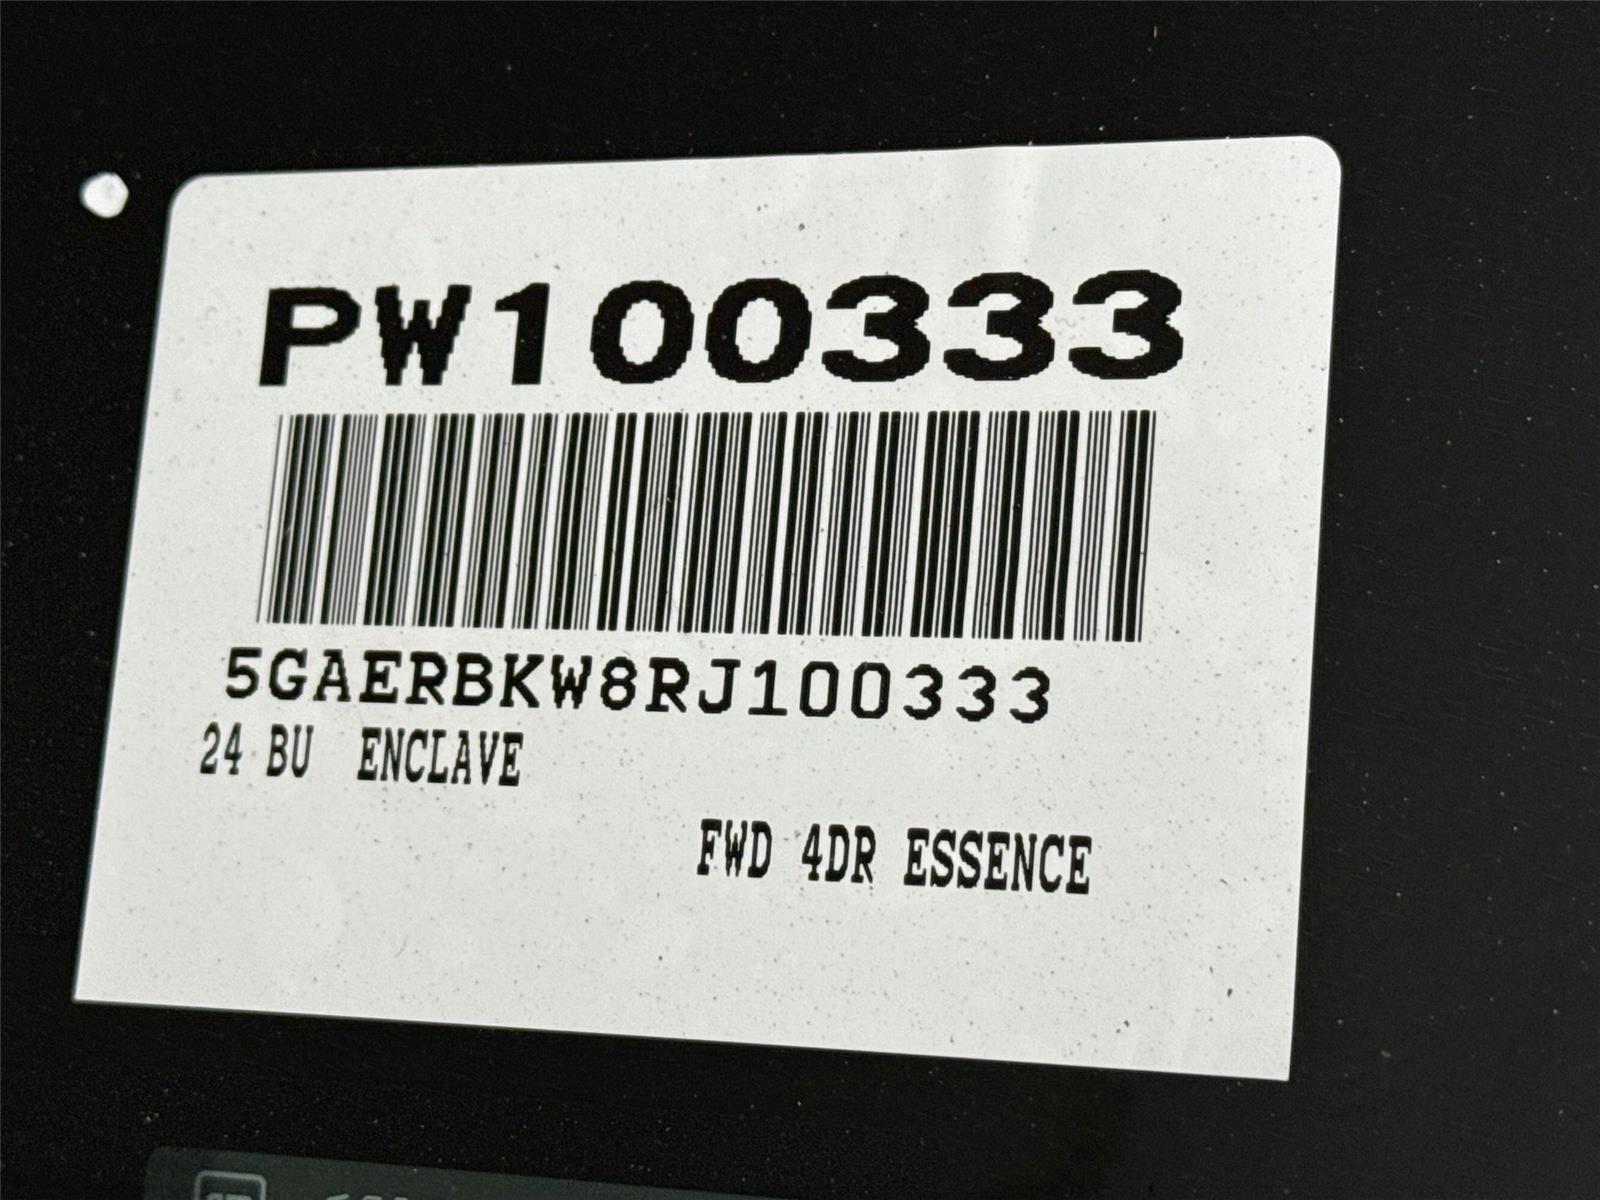 PW100333
5GAERBKW8RJ100333
24 BU ENCLAVE
FWD 4DR ESSENCE